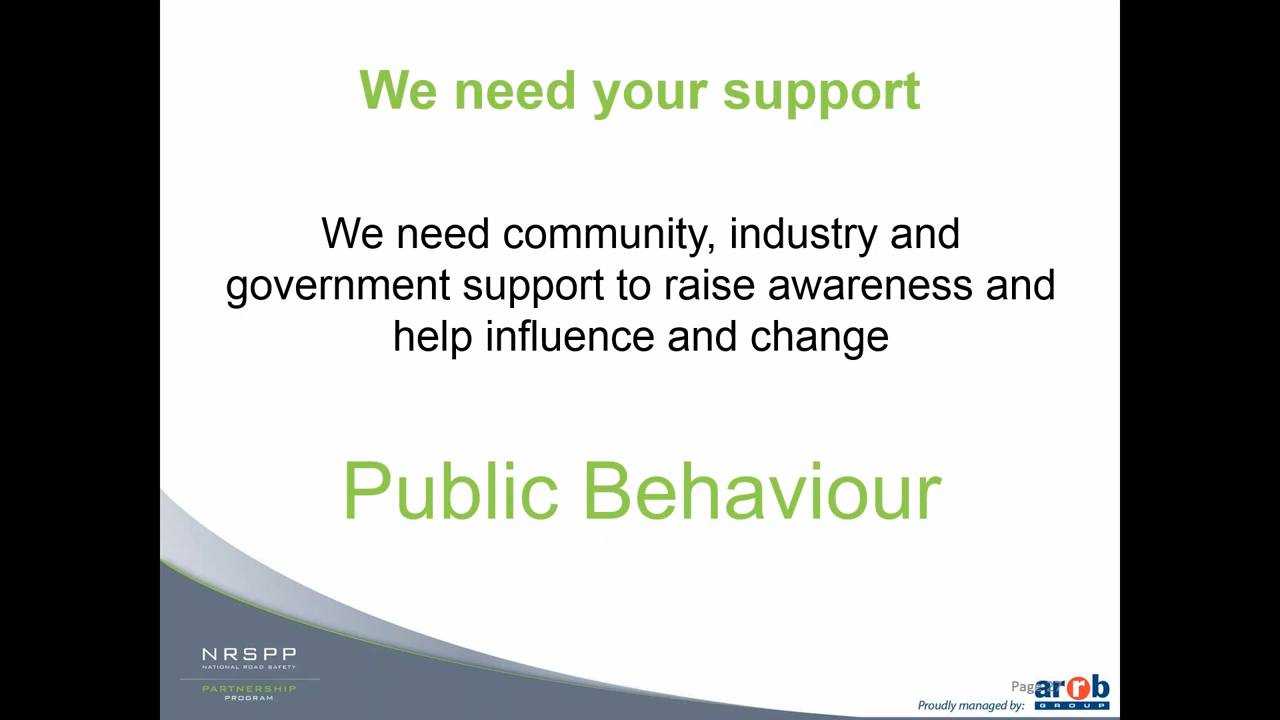 We need your support
We need community, industry and
government support to raise awareness and
help influence and change
Public Behaviour
NRSPP
NATIONAL ROAD SAFETY
PARTNERSHIP
PROGRAM
Page
Proudly managed by:
arrb
GROUP